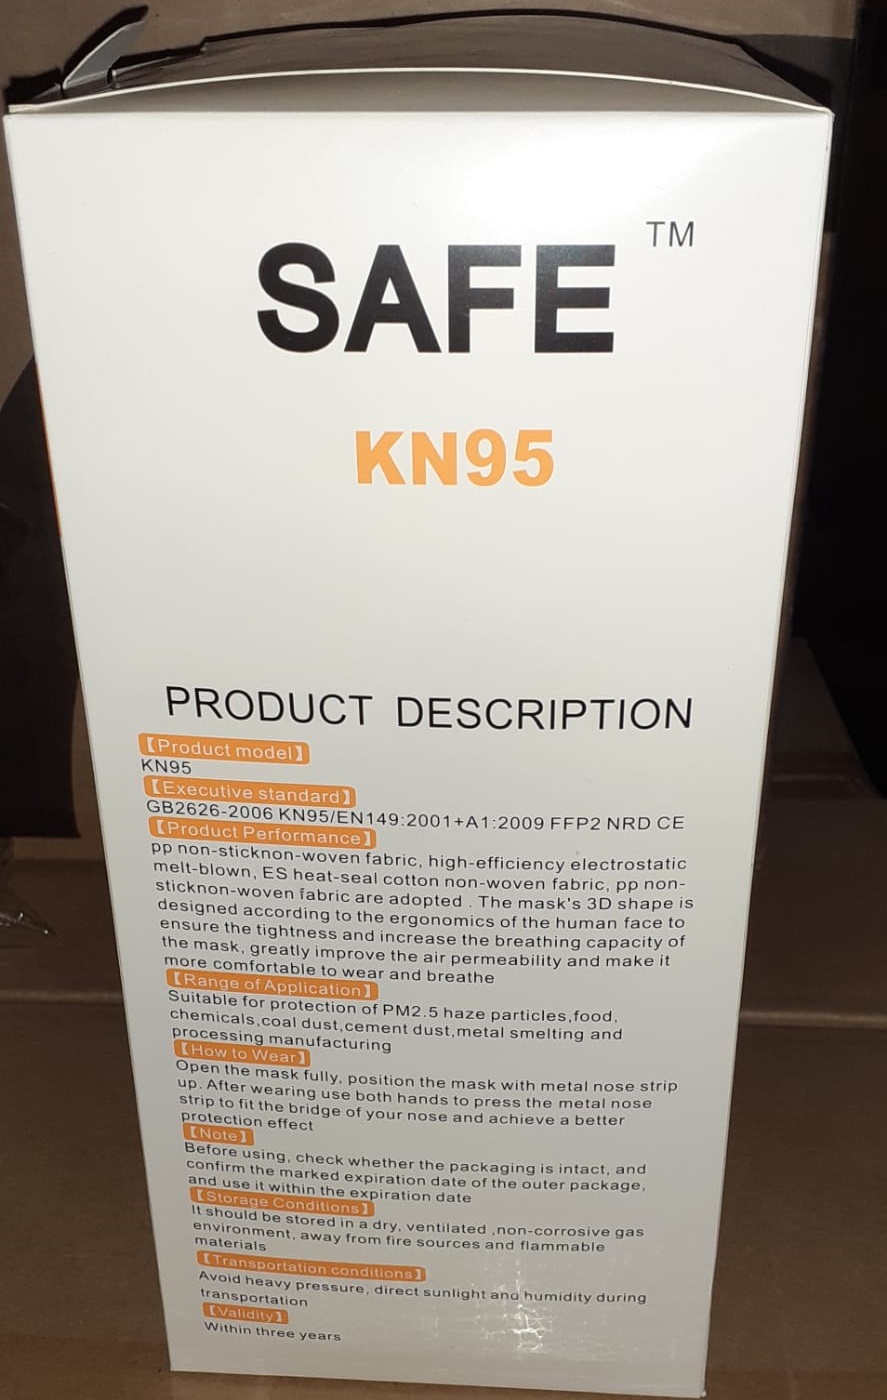 SAFE ™
KN95
PRODUCT DESCRIPTION
【Product model】
KN95
【Executive standard】
GB2626-2006 KN95/EN149:2001+A1:2009 FFP2 NRD CE
【Product Performance】
pp non-sticknon-woven fabric, high-efficiency electrostatic
melt-blown, ES heat-seal cotton non-woven fabric, pp non-
sticknon-woven fabric are adopted . The mask's 3D shape is
designed according to the ergonomics of the human face to
ensure the tightness and increase the breathing capacity of
the mask, greatly improve the air permeability and make it
more comfortable to wear and breathe
【Range of Application】
Suitable for protection of PM2.5 haze particles,food,
chemicals,coal dust,cement dust,metal smelting and
processing manufacturing
【How to Wear】
Open the mask fully, position the mask with metal nose strip
up. After wearing use both hands to press the metal nose
strip to fit the bridge of your nose and achieve a better
protection effect
【Note】
Before using, check whether the packaging is intact, and
confirm the marked expiration date of the outer package,
and use it within the expiration date
【Storage Conditions】
It should be stored in a dry, ventilated ,non-corrosive gas
environment, away from fire sources and flammable
materials
【Transportation conditions】
Avoid heavy pressure, direct sunlight and humidity during
transportation
【Validity】
Within three years